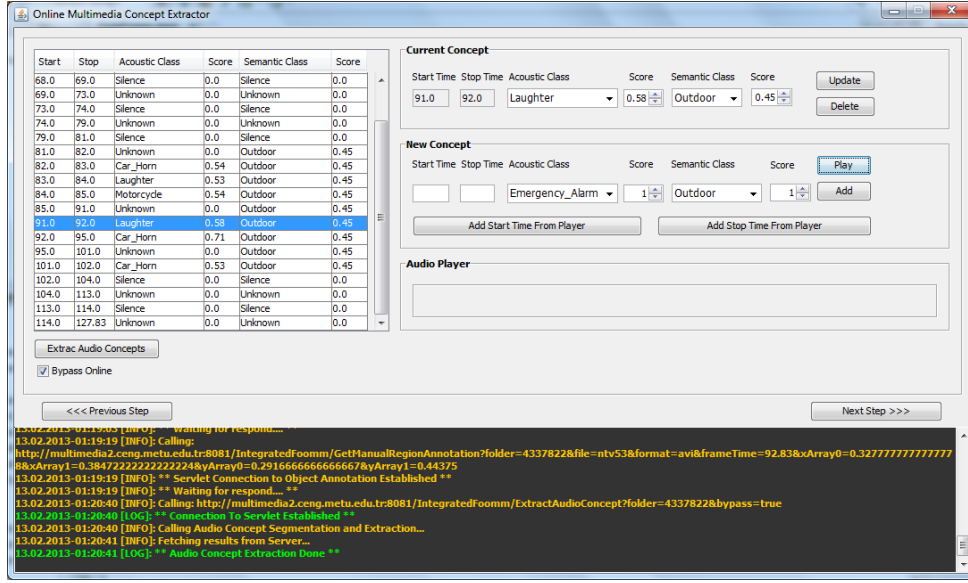 Online Multimedia Concept Extractor
Start Stop Acoustic Class Score Semantic Class Score
68.0 69.0 Silence 0.0 Silence 0.0
69.0 73.0 Unknown 0.0 Unknown 0.0
73.0 74.0 Silence 0.0 Silence 0.0
74.0 79.0 Unknown 0.0 Unknown 0.0
79.0 81.0 Silence 0.0 Silence 0.0
81.0 82.0 Unknown 0.0 Outdoor 0.45
82.0 83.0 Car_Horn 0.54 Outdoor 0.45
83.0 84.0 Laughter 0.53 Outdoor 0.45
84.0 85.0 Motorcycle 0.54 Outdoor 0.45
85.0 91.0 Unknown 0.0 Outdoor 0.45
91.0 92.0 Laughter 0.58 Outdoor 0.45
92.0 95.0 Car_Horn 0.71 Outdoor 0.45
95.0 101.0 Unknown 0.0 Outdoor 0.45
101.0 102.0 Car_Horn 0.53 Outdoor 0.45
102.0 104.0 Silence 0.0 Silence 0.0
104.0 113.0 Unknown 0.0 Unknown 0.0
113.0 114.0 Silence 0.0 Silence 0.0
114.0 127.83 Unknown 0.0 Unknown 0.0
Extrac Audio Concepts
Bypass Online
Current Concept
Start Time Stop Time Acoustic Class Score Semantic Class Score
91.0 92.0 Laughter 0.58 Outdoor 0.45
Update
Delete
New Concept
Start Time Stop Time Acoustic Class Score Semantic Class Score
Emergency_Alarm 1 Outdoor 1
Play
Add
Add Start Time From Player Add Stop Time From Player
Audio Player
<<< Previous Step Next Step >>>
13.02.2013-01:19:03 [INFO]: ** Waiting for respond.... **
13.02.2013-01:19:19 [INFO]: Calling:
http://multimedia2.ceng.metu.edu.tr:8081/IntegratedFoomm/GetManualRegionAnnotation?folder=4337822&file=ntv53&format=avi&frameTime=92.83&xArray0=0.327777777777777
8&xArray1=0.38472222222222224&yArray0=0.2916666666666667&yArray1=0.44375
13.02.2013-01:19:19 [INFO]: ** Servlet Connection to Object Annotation Established **
13.02.2013-01:19:19 [INFO]: ** Waiting for respond.... **
13.02.2013-01:20:40 [INFO]: Calling: http://multimedia2.ceng.metu.edu.tr:8081/IntegratedFoomm/ExtractAudioConcept?folder=4337822&bypass=true
13.02.2013-01:20:40 [LOG]: ** Connection To Servlet Established **
13.02.2013-01:20:40 [INFO]: Calling Audio Concept Segmentation and Extraction...
13.02.2013-01:20:41 [INFO]: Fetching results from Server...
13.02.2013-01:20:41 [LOG]: ** Audio Concept Extraction Done **